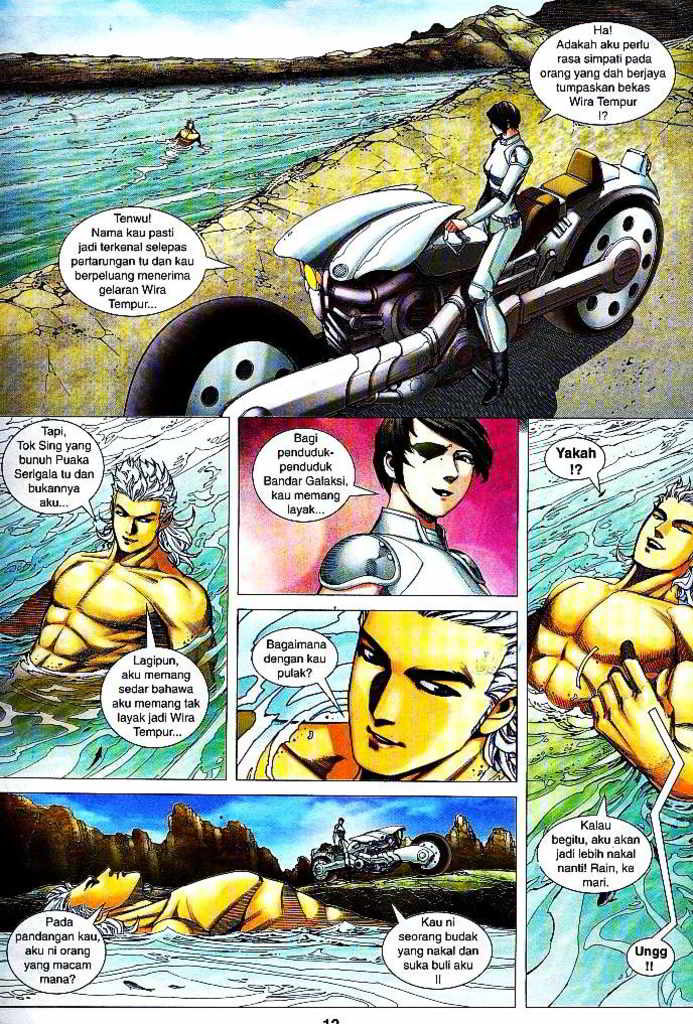 Ha!
Adakah aku perlu
rasa simpati pada
orang yang dah berjaya
tumpaskan bekas
Wira Tempur
!?
Tenwu!
Nama kau pasti
jadi terkenal selepas
pertarungan tu dan kau
berpeluang menerima
gelaran Wira
Tempur...
Tapi,
Tok Sing yang
bunuh Puaka
Serigala tu dan
bukannya
aku...
Lagipun,
aku memang
sedar bahawa
aku memang tak
layak jadi Wira
Tempur...
Bagi
penduduk-
penduduk
Bandar Galaksi,
kau memang
layak...
Bagaimana
dengan kau
pulak?
Yakah
!?
Kalau
begitu, aku akan
jadi lebih nakal
nanti! Rain, ke
mari.
Ungg
!!
Pada
pandangan kau,
aku ni orang
yang macam
mana?
Kau ni
seorang budak
yang nakal dan
suka buli aku
!!